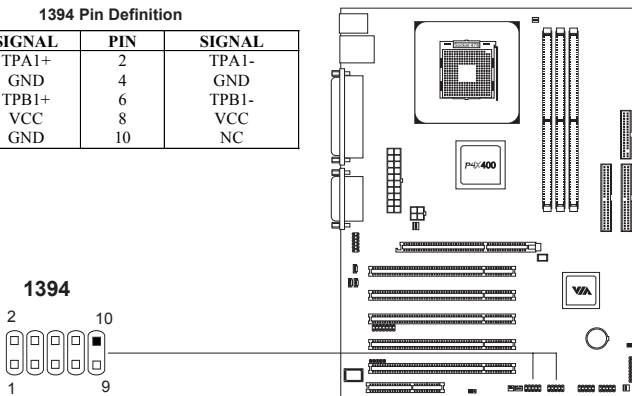 1394 Pin Definition
SIGNAL PIN SIGNAL
TPA1+ 2 TPA1-
GND 4 GND
TPB1+ 6 TPB1-
VCC 8 VCC
GND 10 NC
P4X400
VIA
1394
2 10
1 9